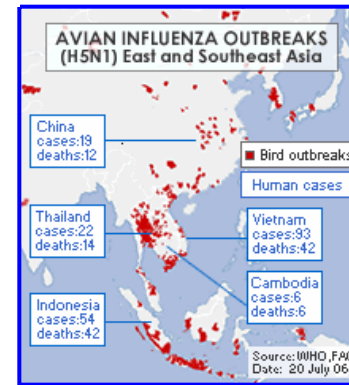 AVIAN INFLUENZA OUTBREAKS
(H5N1) East and Southeast Asia
China
cases:19
deaths:12
Bird outbreaks
Human cases
Thailand
cases:22
deaths:14
Vietnam
cases:93
deaths:42
Cambodia
cases:6
deaths:6
Indonesia
cases:54
deaths:42
Source: WHO,FAO
Date: 20 July 06